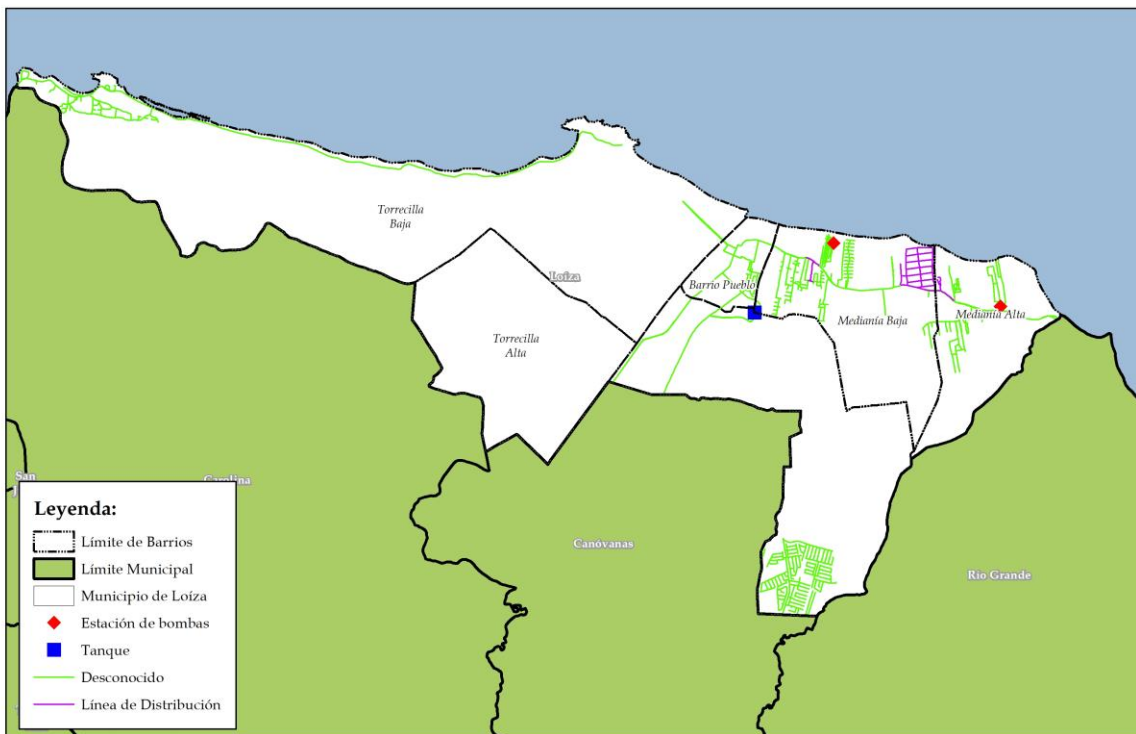 Torrecilla
Baja
Loíza
Barrio Pueblo
Medianía Baja
Medianía Alta
Torrecilla
Alta
San
Carolina
Canóvanas
Río Grande
Leyenda:
Límite de Barrios
Límite Municipal
Municipio de Loíza
Estación de bombas
Tanque
Desconocido
Línea de Distribución